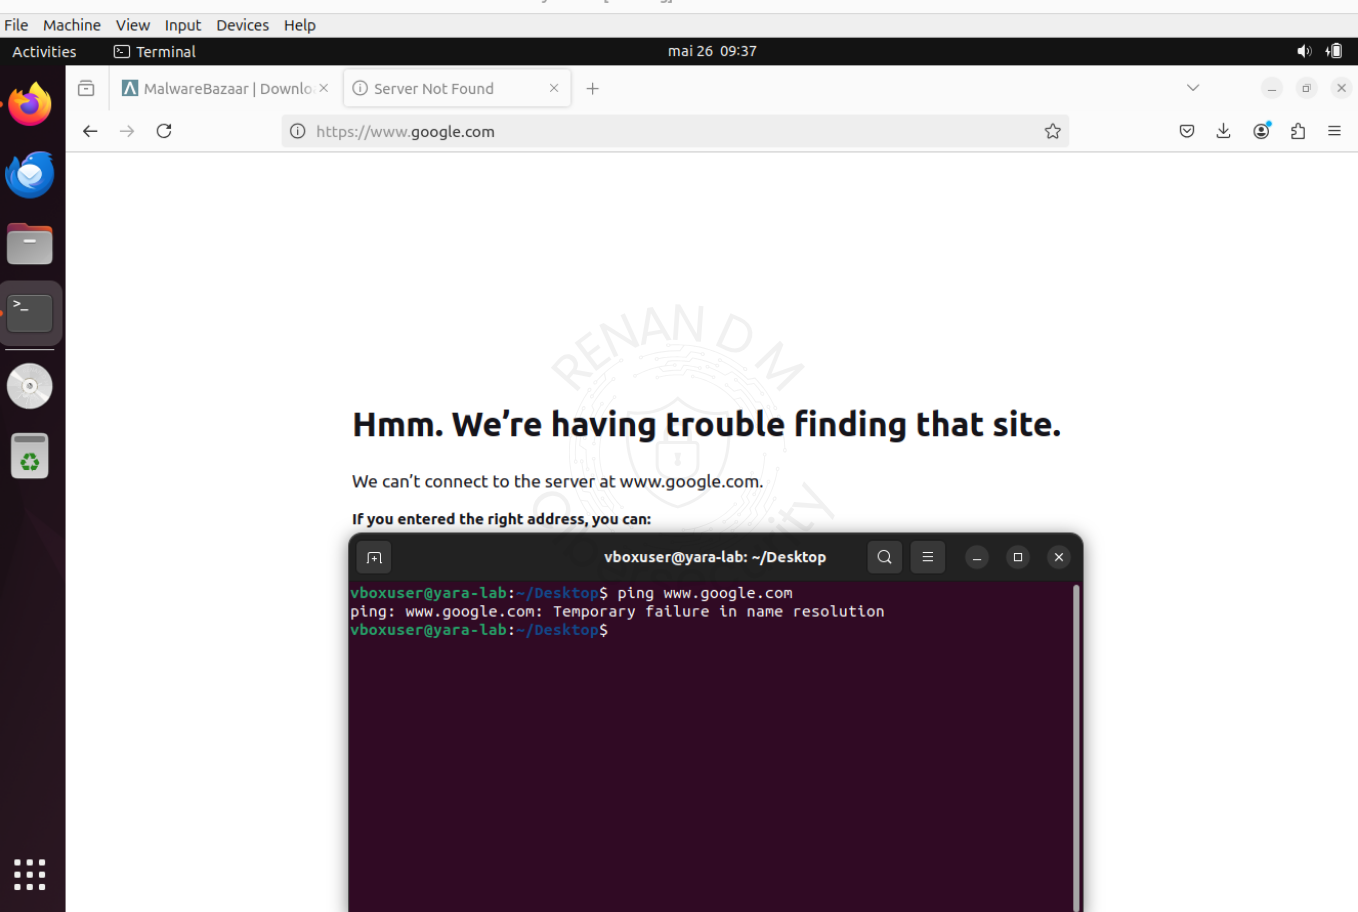 File Machine View Input Devices Help
Activities Terminal mai 26 09:37
MalwareBazaar | Downlo Server Not Found
https://www.google.com
RENAN D M
Hmm. We’re having trouble finding that site.
We can’t connect to the server at www.google.com.
If you entered the right address, you can:
vboxuser@yara-lab: ~/Desktop
vboxuser@yara-lab:~/Desktop$ ping www.google.com
ping: www.google.com: Temporary failure in name resolution
vboxuser@yara-lab:~/Desktop$